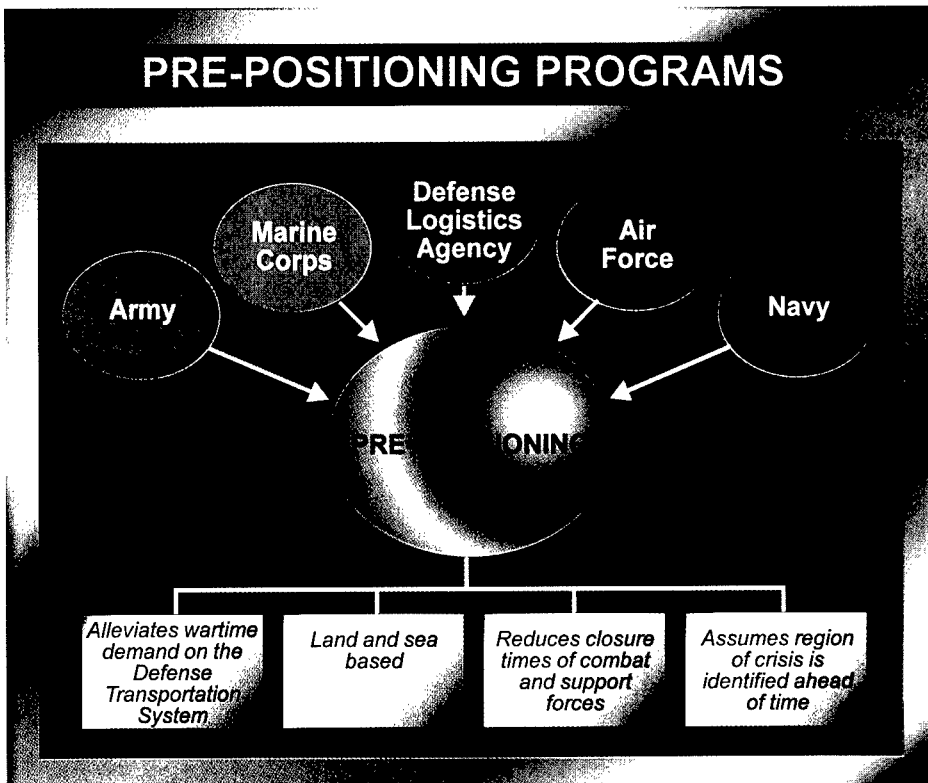 PRE-POSITIONING PROGRAMS
Defense
Logistics
Agency
Marine
Corps
Air
Force
Army
Navy
PRE IONING
Alleviates wartime
demand on the
Defense
Transportation
System
Land and sea
based
Reduces closure
times of combat
and support
forces
Assumes region
of crisis is
identified ahead
of time